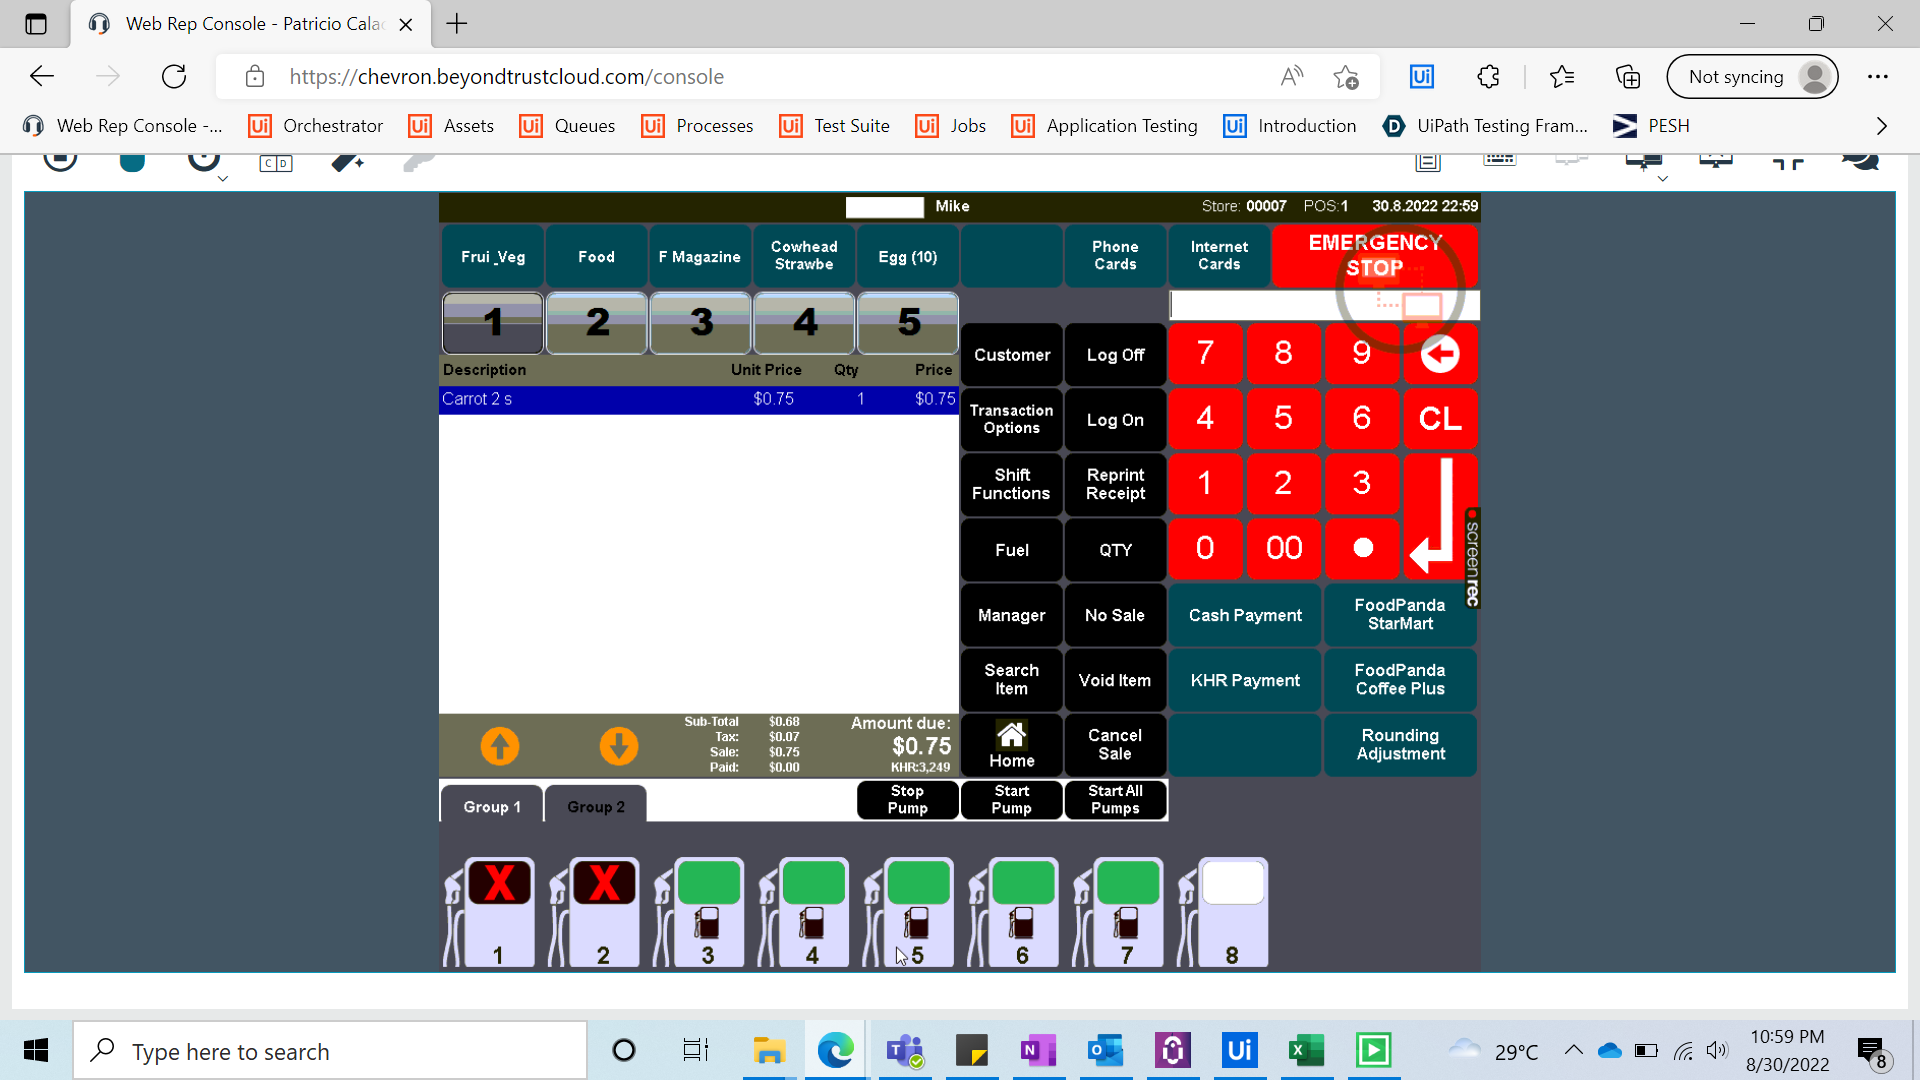 Web Rep Console - Patricio Cala
https://chevron.beyondtrustcloud.com/console
Not syncing
Web Rep Console -...
Orchestrator
Assets
Queues
Processes
Test Suite
Jobs
Application Testing
Introduction
UiPath Testing Fram...
PESH
C D
Mike
Store: 00007
POS:1
30.8.2022 22:59
Frui_Veg
Food
F Magazine
Cowhead
Strawbe
Egg (10)
Phone
Cards
Internet
Cards
EMERGENCY
STOP
1
2
3
4
5
Description
Unit Price
Qty
Price
Carrot 2 s
$0.75
1
$0.75
Customer
Log Off
7
8
9
Transaction
Options
Log On
4
5
6
CL
Shift
Functions
Reprint
Receipt
1
2
3
Fuel
QTY
0
00
screenrec
Manager
No Sale
Cash Payment
FoodPanda
StarMart
Search
Item
Void Item
KHR Payment
FoodPanda
Coffee Plus
Home
Cancel
Sale
Rounding
Adjustment
Sub-Total $0.68
Tax: $0.07
Sale: $0.75
Paid: $0.00
Amount due:
$0.75
KHR:3,249
Group 1
Group 2
Stop
Pump
Start
Pump
Start All
Pumps
X
X
1
2
3
4
5
6
7
8
Type here to search
29°C
10:59 PM
8/30/2022
8